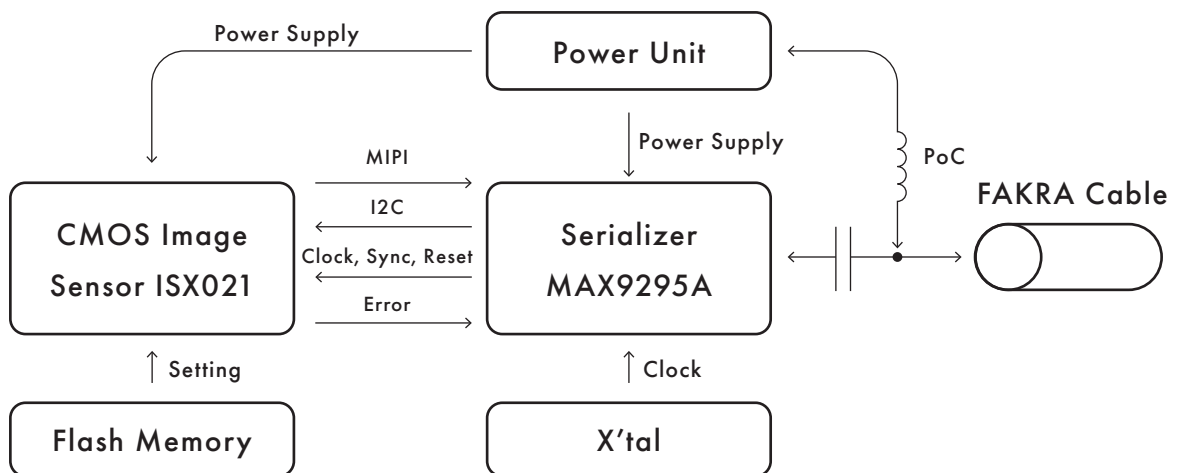 Power Supply
Power Unit
Power Supply
PoC
MIPI
FAKRA Cable
I2C
CMOS Image
Sensor ISX021
Clock, Sync, Reset
Serializer
MAX9295A
Error
Setting
Clock
Flash Memory
X'tal